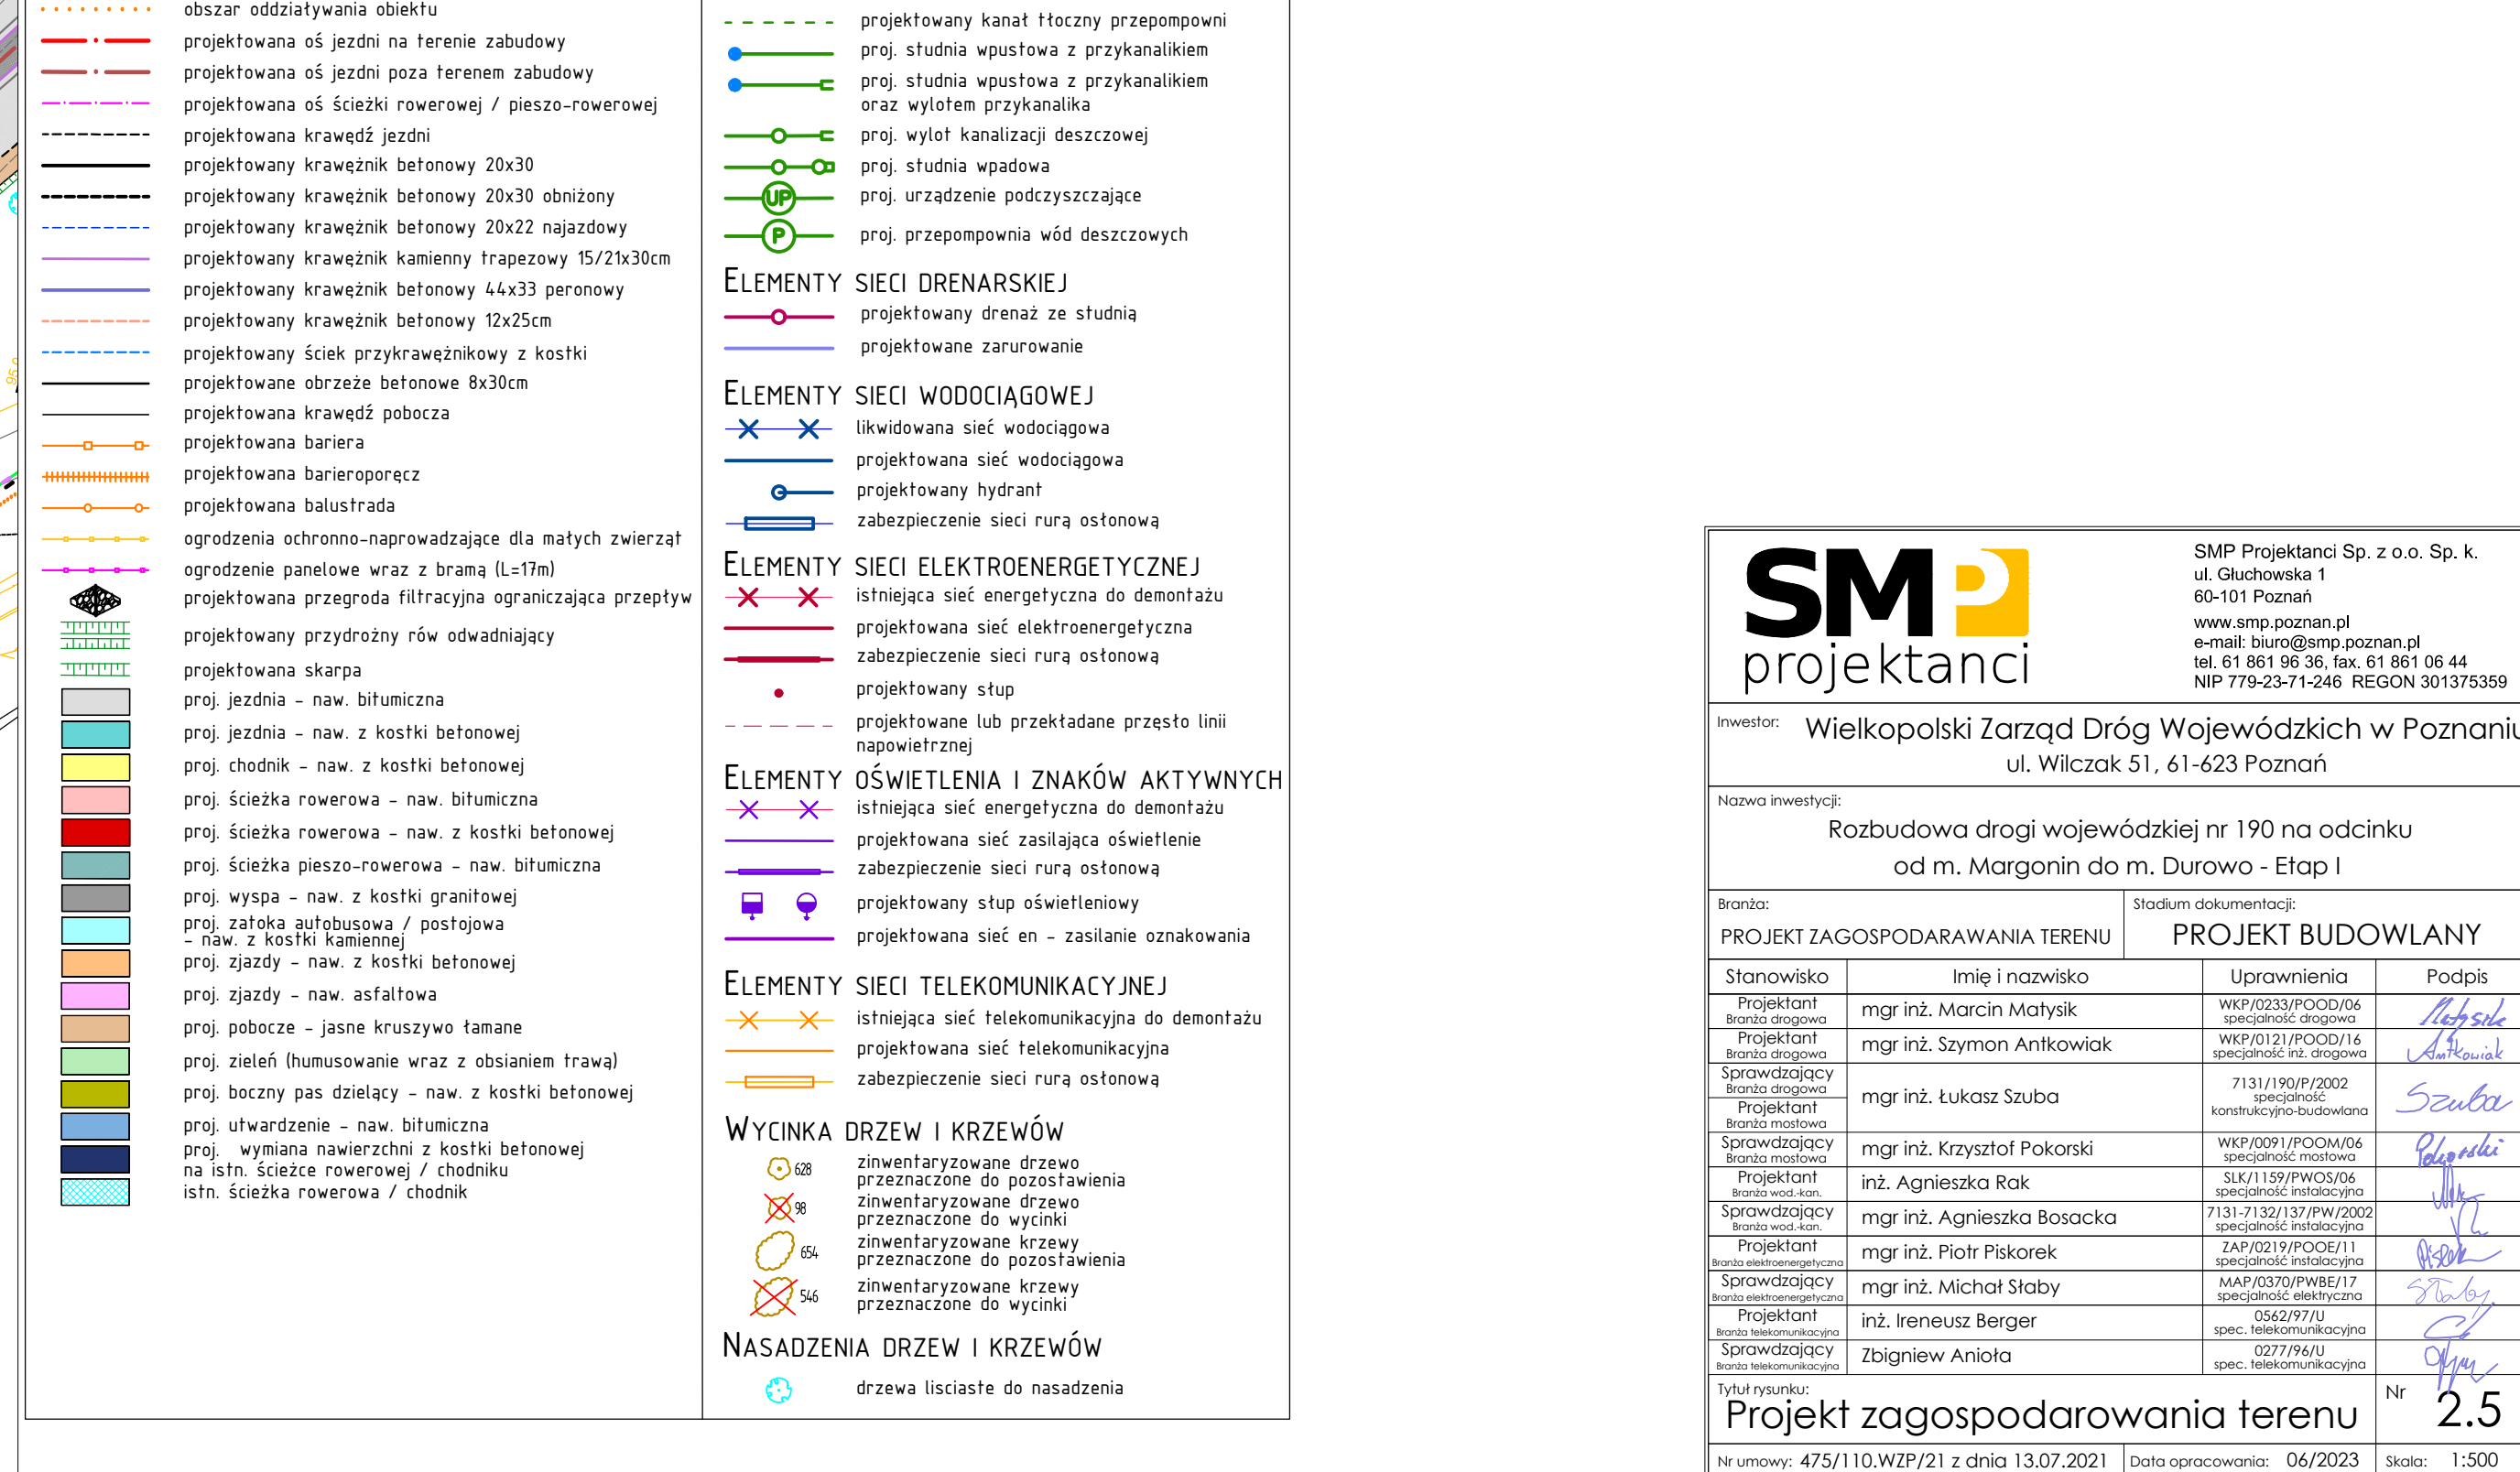 obszar oddziaływania obiektu
projektowana oś jezdni na terenie zabudowy
projektowana oś jezdni poza terenem zabudowy
projektowana oś ścieżki rowerowej / pieszo-rowerowej
projektowana krawędź jezdni
projektowany krawężnik betonowy 20x30
projektowany krawężnik betonowy 20x30 obniżony
projektowany krawężnik betonowy 20x22 najazdowy
projektowany krawężnik kamienny trapezowy 15/21x30cm
projektowany krawężnik betonowy 44x33 peronowy
projektowany krawężnik betonowy 12x25cm
projektowany ściek przykrawężnikowy z kostki
projektowane obrzeże betonowe 8x30cm
projektowana krawędź pobocza
projektowana bariera
projektowana barieroporęcz
projektowana balustrada
ogrodzenia ochronno-naprowadzające dla małych zwierząt
ogrodzenie panelowe wraz z bramą (L=17m)
projektowana przegroda filtracyjna ograniczająca przepływ
projektowany przydrożny rów odwadniający
projektowana skarpa
proj. jezdnia - naw. bitumiczna
proj. jezdnia - naw. z kostki betonowej
proj. chodnik - naw. z kostki betonowej
proj. ścieżka rowerowa - naw. bitumiczna
proj. ścieżka rowerowa - naw. z kostki betonowej
proj. ścieżka pieszo-rowerowa - naw. bitumiczna
proj. wyspa - naw. z kostki granitowej
proj. zatoka autobusowa / postojowa
- naw. z kostki kamiennej
proj. zjazdy - naw. z kostki betonowej
proj. zjazdy - naw. asfaltowa
proj. pobocze - jasne kruszywo łamane
proj. zieleń (humusowanie wraz z obsianiem trawą)
proj. boczny pas dzielący - naw. z kostki betonowej
proj. utwardzenie - naw. bitumiczna
proj. wymiana nawierzchni z kostki betonowej
na istn. ścieżce rowerowej / chodniku
istn. ścieżka rowerowa / chodnik
projektowany kanał tłoczny przepompowni
proj. studnia wpustowa z przykanalikiem
proj. studnia wpustowa z przykanalikiem
oraz wylotem przykanalika
proj. wylot kanalizacji deszczowej
proj. studnia wpadowa
UP proj. urządzenie podczyszczające
P proj. przepompownia wód deszczowych
ELEMENTY SIECI DRENARSKIEJ
projektowany drenaż ze studnią
projektowane zarurowanie
ELEMENTY SIECI WODOCIĄGOWEJ
likwidowana sieć wodociągowa
projektowana sieć wodociągowa
projektowany hydrant
zabezpieczenie sieci rurą osłonową
ELEMENTY SIECI ELEKTROENERGETYCZNEJ
istniejąca sieć energetyczna do demontażu
projektowana sieć elektroenergetyczna
zabezpieczenie sieci rurą osłonową
projektowany słup
projektowane lub przekładane przęsło linii
napowietrznej
ELEMENTY OŚWIETLENIA I ZNAKÓW AKTYWNYCH
istniejąca sieć energetyczna do demontażu
projektowana sieć zasilająca oświetlenie
zabezpieczenie sieci rurą osłonową
projektowany słup oświetleniowy
projektowana sieć en - zasilanie oznakowania
ELEMENTY SIECI TELEKOMUNIKACYJNEJ
istniejąca sieć telekomunikacyjna do demontażu
projektowana sieć telekomunikacyjna
zabezpieczenie sieci rurą osłonową
WYCINKA DRZEW I KRZEWÓW
628 zinwentaryzowane drzewo
przeznaczone do pozostawienia
98 zinwentaryzowane drzewo
przeznaczone do wycinki
654 zinwentaryzowane krzewy
przeznaczone do pozostawienia
546 zinwentaryzowane krzewy
przeznaczone do wycinki
NASADZENIA DRZEW I KRZEWÓW
drzewa lisciaste do nasadzenia
SMP
projektanci
SMP Projektanci Sp. z o.o. Sp. k.
ul. Głuchowska 1
60-101 Poznań
www.smp.poznan.pl
e-mail: biuro@smp.poznan.pl
tel. 61 861 96 36, fax. 61 861 06 44
NIP 779-23-71-246 REGON 301375359
Inwestor: Wielkopolski Zarząd Dróg Wojewódzkich w Poznaniu
ul. Wilczak 51, 61-623 Poznań
Nazwa inwestycji:
Rozbudowa drogi wojewódzkiej nr 190 na odcinku
od m. Margonin do m. Durowo - Etap I
Branża: Stadium dokumentacji:
PROJEKT ZAGOSPODARAWANIA TERENU PROJEKT BUDOWLANY
Stanowisko Imię i nazwisko Uprawnienia Podpis
Projektant
Branża drogowa
mgr inż. Marcin Matysik
WKP/0233/POOD/06
specjalność drogowa
Matysik
Projektant
Branża drogowa
mgr inż. Szymon Antkowiak
WKP/0121/POOD/16
specjalność inż. drogowa
Antkowiak
Sprawdzający
Branża drogowa
Projektant
Branża mostowa
mgr inż. Łukasz Szuba
7131/190/P/2002
specjalność
konstrukcyjno-budowlana
Szuba
Sprawdzający
Branża mostowa
mgr inż. Krzysztof Pokorski
WKP/0091/POOM/06
specjalność mostowa
Pokorski
Projektant
Branża wod.-kan.
inż. Agnieszka Rak
SLK/1159/PWOS/06
specjalność instalacyjna
Sprawdzający
Branża wod.-kan.
mgr inż. Agnieszka Bosacka
7131-7132/137/PW/2002
specjalność instalacyjna
Projektant
Branża elektroenergetyczna
mgr inż. Piotr Piskorek
ZAP/0219/POOE/11
specjalność instalacyjna
Sprawdzający
Branża elektroenergetyczna
mgr inż. Michał Słaby
MAP/0370/PWBE/17
specjalność elektryczna
Słaby
Projektant
Branża telekomunikacyjna
inż. Ireneusz Berger
0562/97/U
spec. telekomunikacyjna
Sprawdzający
Branża telekomunikacyjna
Zbigniew Anioła
0277/96/U
spec. telekomunikacyjna
Tytuł rysunku:
Projekt zagospodarowania terenu
Nr 2.5
Nr umowy: 475/110.WZP/21 z dnia 13.07.2021 Data opracowania: 06/2023 Skala: 1:500